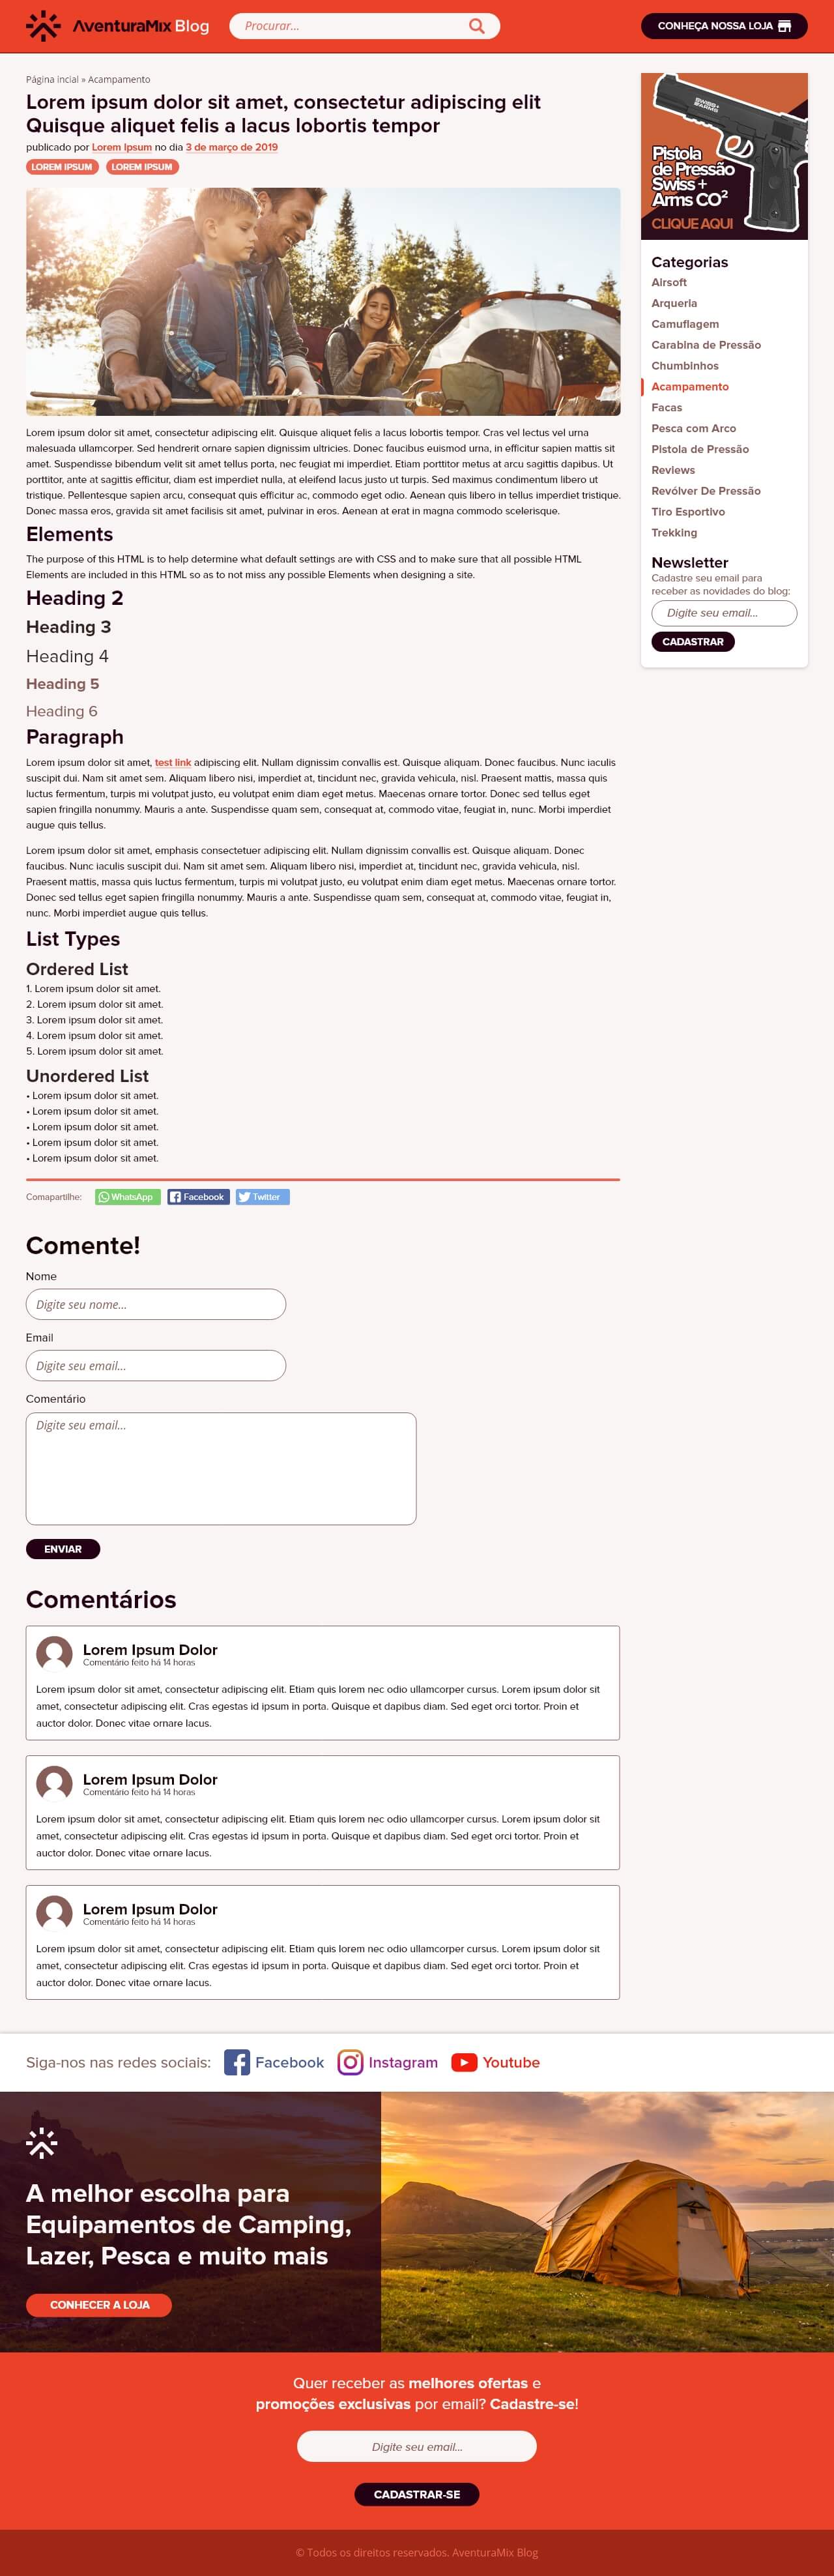 AventuraMix Blog
Procurar...
CONHEÇA NOSSA LOJA
Página incial » Acampamento
Lorem ipsum dolor sit amet, consectetur adipiscing elit
Quisque aliquet felis a lacus lobortis tempor
publicado por Lorem Ipsum no dia 3 de março de 2019
LOREM IPSUM LOREM IPSUM
Lorem ipsum dolor sit amet, consectetur adipiscing elit. Quisque aliquet felis a lacus lobortis tempor. Cras vel lectus vel urna
malesuada ullamcorper. Sed hendrerit ornare sapien dignissim ultricies. Donec faucibus euismod urna, in efficitur sapien mattis sit
amet. Suspendisse bibendum velit sit amet tellus porta, nec feugiat mi imperdiet. Etiam porttitor metus at arcu sagittis dapibus. Ut
porttitor, ante at sagittis efficitur, diam est imperdiet nulla, at eleifend lacus justo ut turpis. Sed maximus condimentum libero ut
tristique. Pellentesque sapien arcu, consequat quis efficitur ac, commodo eget odio. Aenean quis libero in tellus imperdiet tristique.
Donec massa eros, gravida sit amet facilisis sit amet, pulvinar in eros. Aenean at erat in magna commodo scelerisque.
Elements
The purpose of this HTML is to help determine what default settings are with CSS and to make sure that all possible HTML
Elements are included in this HTML so as to not miss any possible Elements when designing a site.
Heading 2
Heading 3
Heading 4
Heading 5
Heading 6
Paragraph
Lorem ipsum dolor sit amet, test link adipiscing elit. Nullam dignissim convallis est. Quisque aliquam. Donec faucibus. Nunc iaculis
suscipit dui. Nam sit amet sem. Aliquam libero nisi, imperdiet at, tincidunt nec, gravida vehicula, nisl. Praesent mattis, massa quis
luctus fermentum, turpis mi volutpat justo, eu volutpat enim diam eget metus. Maecenas ornare tortor. Donec sed tellus eget
sapien fringilla nonummy. Mauris a ante. Suspendisse quam sem, consequat at, commodo vitae, feugiat in, nunc. Morbi imperdiet
augue quis tellus.
Lorem ipsum dolor sit amet, emphasis consectetuer adipiscing elit. Nullam dignissim convallis est. Quisque aliquam. Donec
faucibus. Nunc iaculis suscipit dui. Nam sit amet sem. Aliquam libero nisi, imperdiet at, tincidunt nec, gravida vehicula, nisl.
Praesent mattis, massa quis luctus fermentum, turpis mi volutpat justo, eu volutpat enim diam eget metus. Maecenas ornare tortor.
Donec sed tellus eget sapien fringilla nonummy. Mauris a ante. Suspendisse quam sem, consequat at, commodo vitae, feugiat in,
nunc. Morbi imperdiet augue quis tellus.
List Types
Ordered List
1. Lorem ipsum dolor sit amet.
2. Lorem ipsum dolor sit amet.
3. Lorem ipsum dolor sit amet.
4. Lorem ipsum dolor sit amet.
5. Lorem ipsum dolor sit amet.
Unordered List
• Lorem ipsum dolor sit amet.
• Lorem ipsum dolor sit amet.
• Lorem ipsum dolor sit amet.
• Lorem ipsum dolor sit amet.
• Lorem ipsum dolor sit amet.
Comapartilhe: WhatsApp Facebook Twitter
SWISS+
ARMS
Pistola
de Pressão
Swiss +
Arms CO²
CLIQUE AQUI
Categorias
Airsoft
Arqueria
Camuflagem
Carabina de Pressão
Chumbinhos
Acampamento
Facas
Pesca com Arco
Pistola de Pressão
Reviews
Revólver De Pressão
Tiro Esportivo
Trekking
Newsletter
Cadastre seu email para
receber as novidades do blog:
Digite seu email...
CADASTRAR
Comente!
Nome
Digite seu nome...
Email
Digite seu email...
Comentário
Digite seu email...
ENVIAR
Comentários
Lorem Ipsum Dolor
Comentário feito há 14 horas
Lorem ipsum dolor sit amet, consectetur adipiscing elit. Etiam quis lorem nec odio ullamcorper cursus. Lorem ipsum dolor sit
amet, consectetur adipiscing elit. Cras egestas id ipsum in porta. Quisque et dapibus diam. Sed eget orci tortor. Proin et
auctor dolor. Donec vitae ornare lacus.
Lorem Ipsum Dolor
Comentário feito há 14 horas
Lorem ipsum dolor sit amet, consectetur adipiscing elit. Etiam quis lorem nec odio ullamcorper cursus. Lorem ipsum dolor sit
amet, consectetur adipiscing elit. Cras egestas id ipsum in porta. Quisque et dapibus diam. Sed eget orci tortor. Proin et
auctor dolor. Donec vitae ornare lacus.
Lorem Ipsum Dolor
Comentário feito há 14 horas
Lorem ipsum dolor sit amet, consectetur adipiscing elit. Etiam quis lorem nec odio ullamcorper cursus. Lorem ipsum dolor sit
amet, consectetur adipiscing elit. Cras egestas id ipsum in porta. Quisque et dapibus diam. Sed eget orci tortor. Proin et
auctor dolor. Donec vitae ornare lacus.
Siga-nos nas redes sociais: Facebook Instagram Youtube
A melhor escolha para
Equipamentos de Camping,
Lazer, Pesca e muito mais
CONHECER A LOJA
Quer receber as melhores ofertas e
promoções exclusivas por email? Cadastre-se!
Digite seu email...
CADASTRAR-SE
© Todos os direitos reservados. AventuraMix Blog